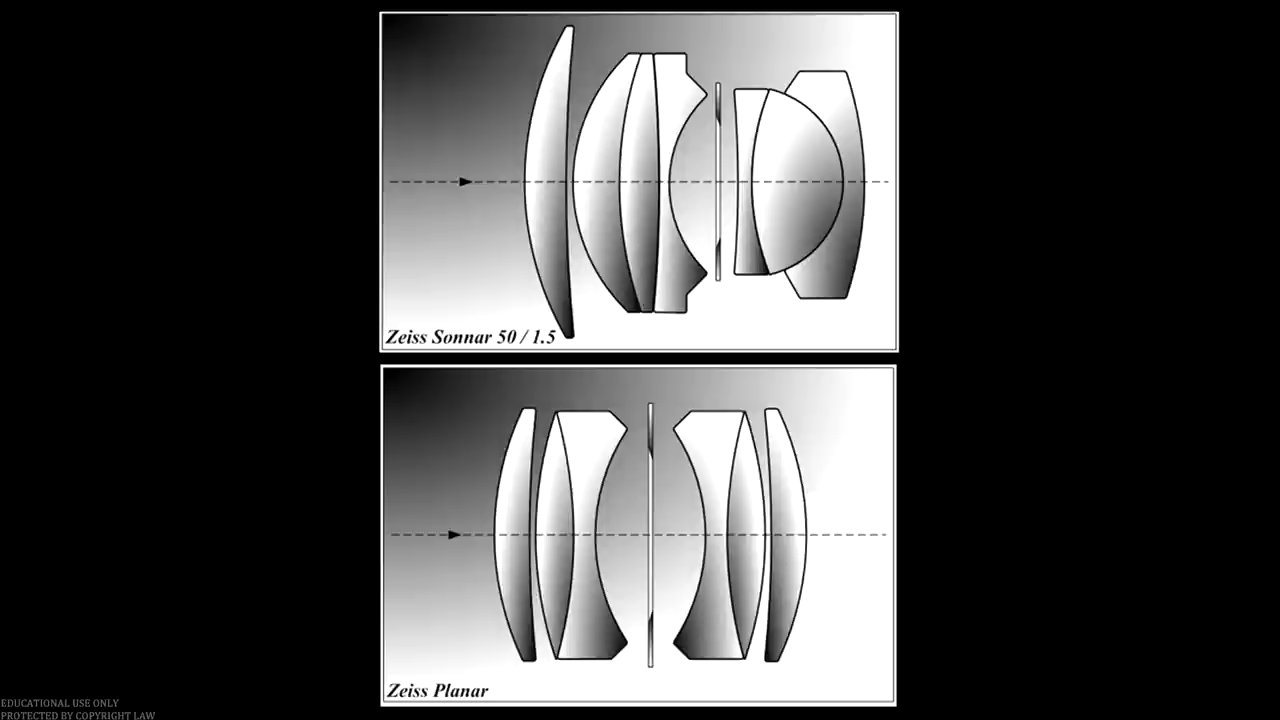 Zeiss Sonnar 50 / 1.5
Zeiss Planar
EDUCATIONAL USE ONLY
PROTECTED BY COPYRIGHT LAW